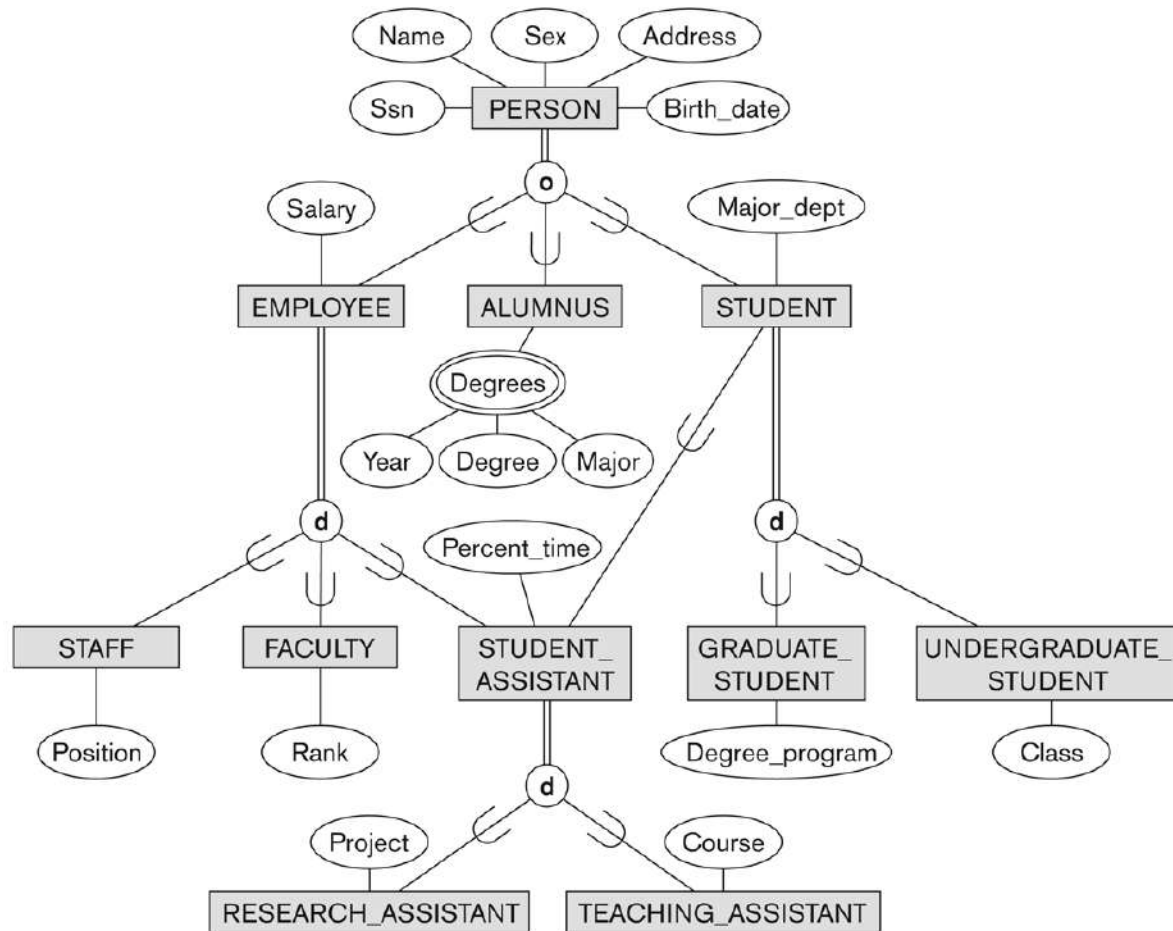 Name
Sex
Address
Ssn
PERSON
Birth_date
o
Salary
Major_dept
EMPLOYEE
ALUMNUS
STUDENT
Degrees
Year
Degree
Major
d
d
Percent_time
STAFF
FACULTY
STUDENT_
ASSISTANT
GRADUATE_
STUDENT
UNDERGRADUATE_
STUDENT
Position
Rank
Degree_program
Class
d
Project
Course
RESEARCH_ASSISTANT
TEACHING_ASSISTANT